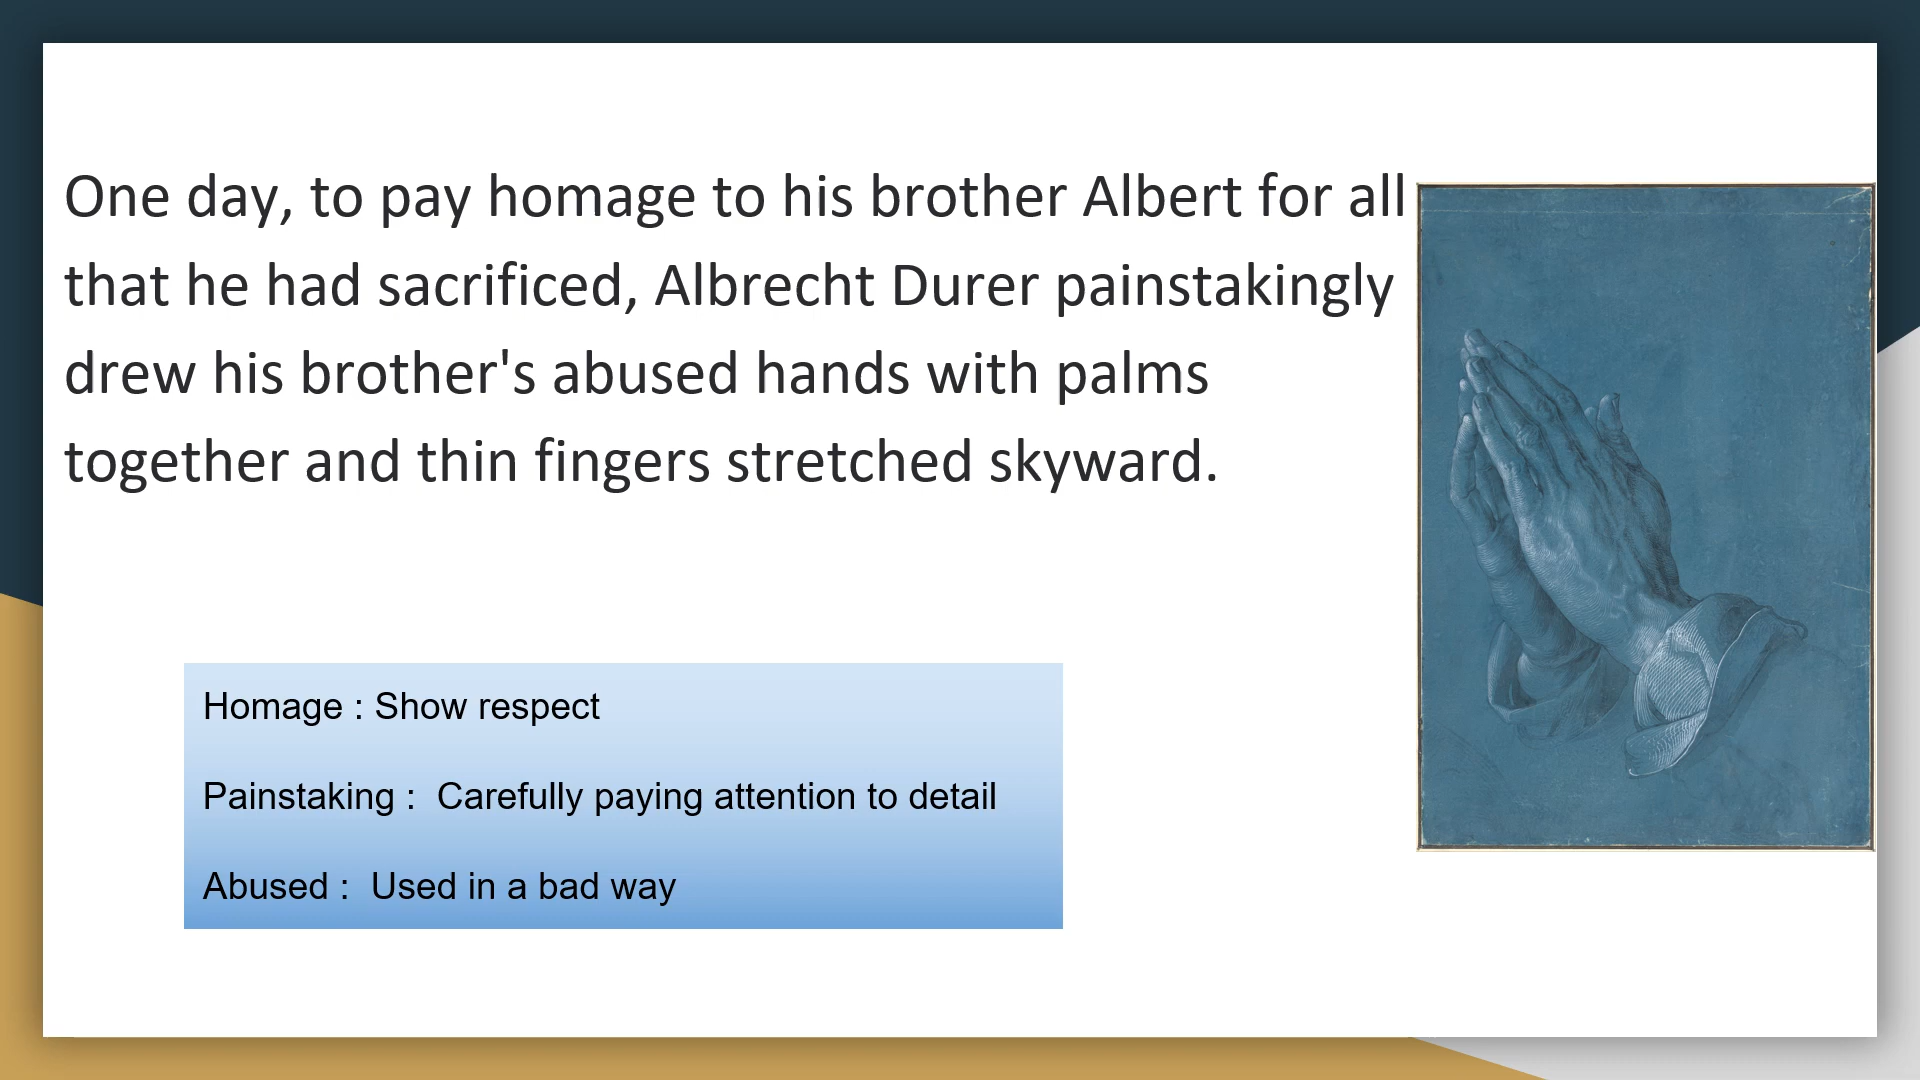 One day, to pay homage to his brother Albert for all
that he had sacrificed, Albrecht Durer painstakingly
drew his brother's abused hands with palms
together and thin fingers stretched skyward.
Homage : Show respect
Painstaking :  Carefully paying attention to detail
Abused :  Used in a bad way